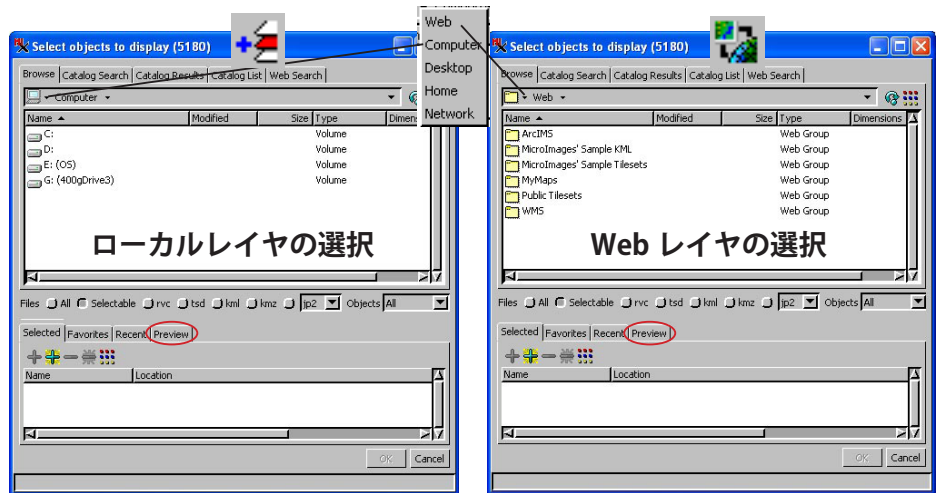 Select objects to display (5180)
Browse Catalog Search Catalog Results Catalog List Web Search
Computer
Name Modified Size Type
C: Volume
D: Volume
E: (OS) Volume
G: (400gDrive3) Volume
ローカルレイヤの選択
Files All Selectable rvc tsd kml kmz jp2 Objects All
Selected Favorites Recent Preview
Name Location
OK Cancel
Web
Computer
Desktop
Home
Network
Select objects to display (5180)
Browse Catalog Search Catalog Results Catalog List Web Search
Web
Name Modified Size Type Dimensions
ArcIMS Web Group
MicroImages' Sample KML Web Group
MicroImages' Sample Tilesets Web Group
MyMaps Web Group
Public Tilesets Web Group
WMS Web Group
Web レイヤの選択
Files All Selectable rvc tsd kml kmz jp2 Objects All
Selected Favorites Recent Preview
Name Location
OK Cancel